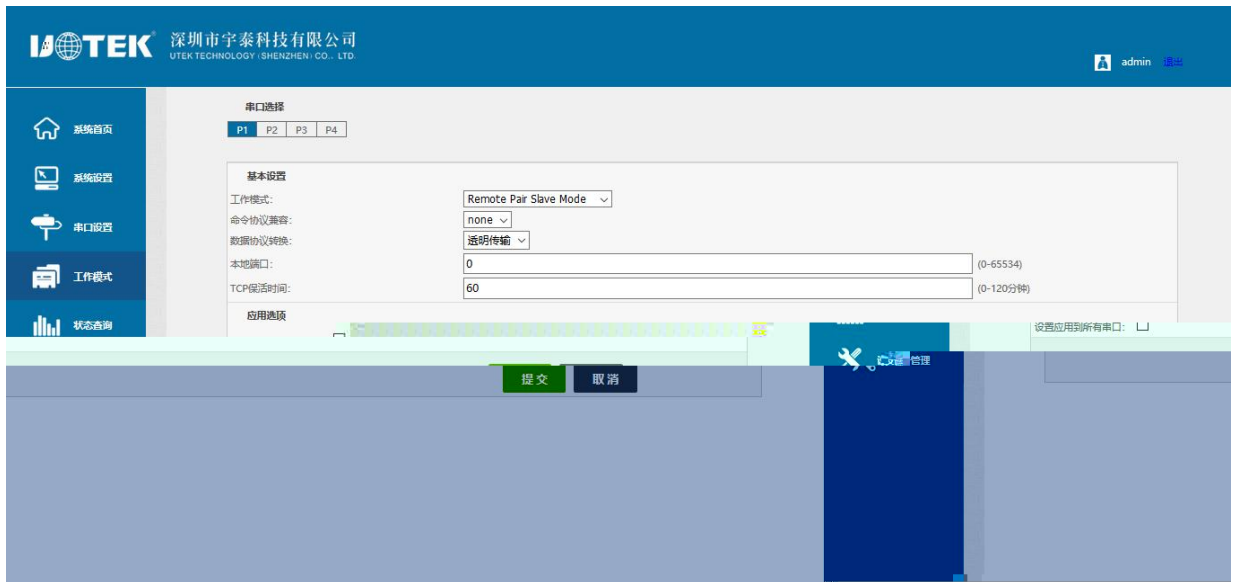 UOTEK 深圳市宇泰科技有限公司
UTEK TECHNOLOGY (SHENZHEN) CO., LTD.
admin 退出
系统首页
系统设置
串口设置
工作模式
状态查询
串口选择
P1 P2 P3 P4
基本设置
工作模式: Remote Pair Slave Mode
命令协议兼容: none
数据协议转换: 透明传输
本地端口: 0 (0-65534)
TCP保活时间: 60 (0-120分钟)
应用选项
设置应用到所有串口:
管理
提交 取消